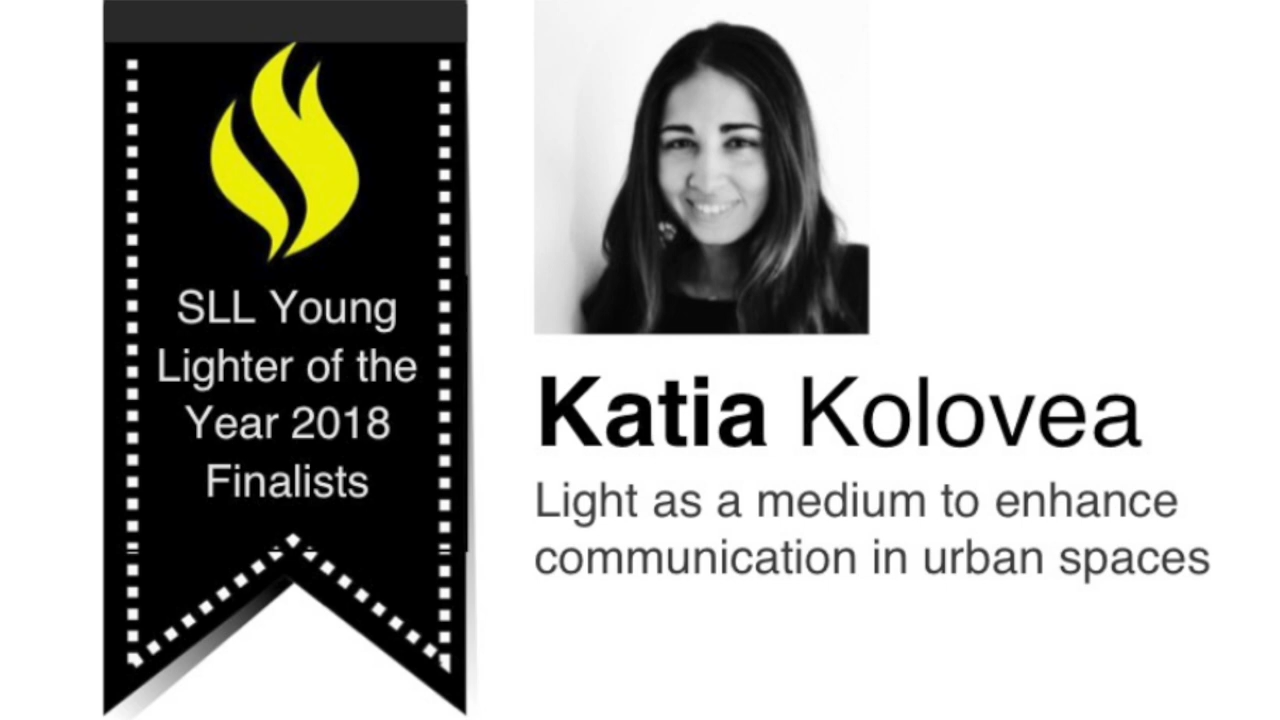 SLL Young
Lighter of the
Year 2018
Finalists
Katia Kolovea
Light as a medium to enhance
communication in urban spaces